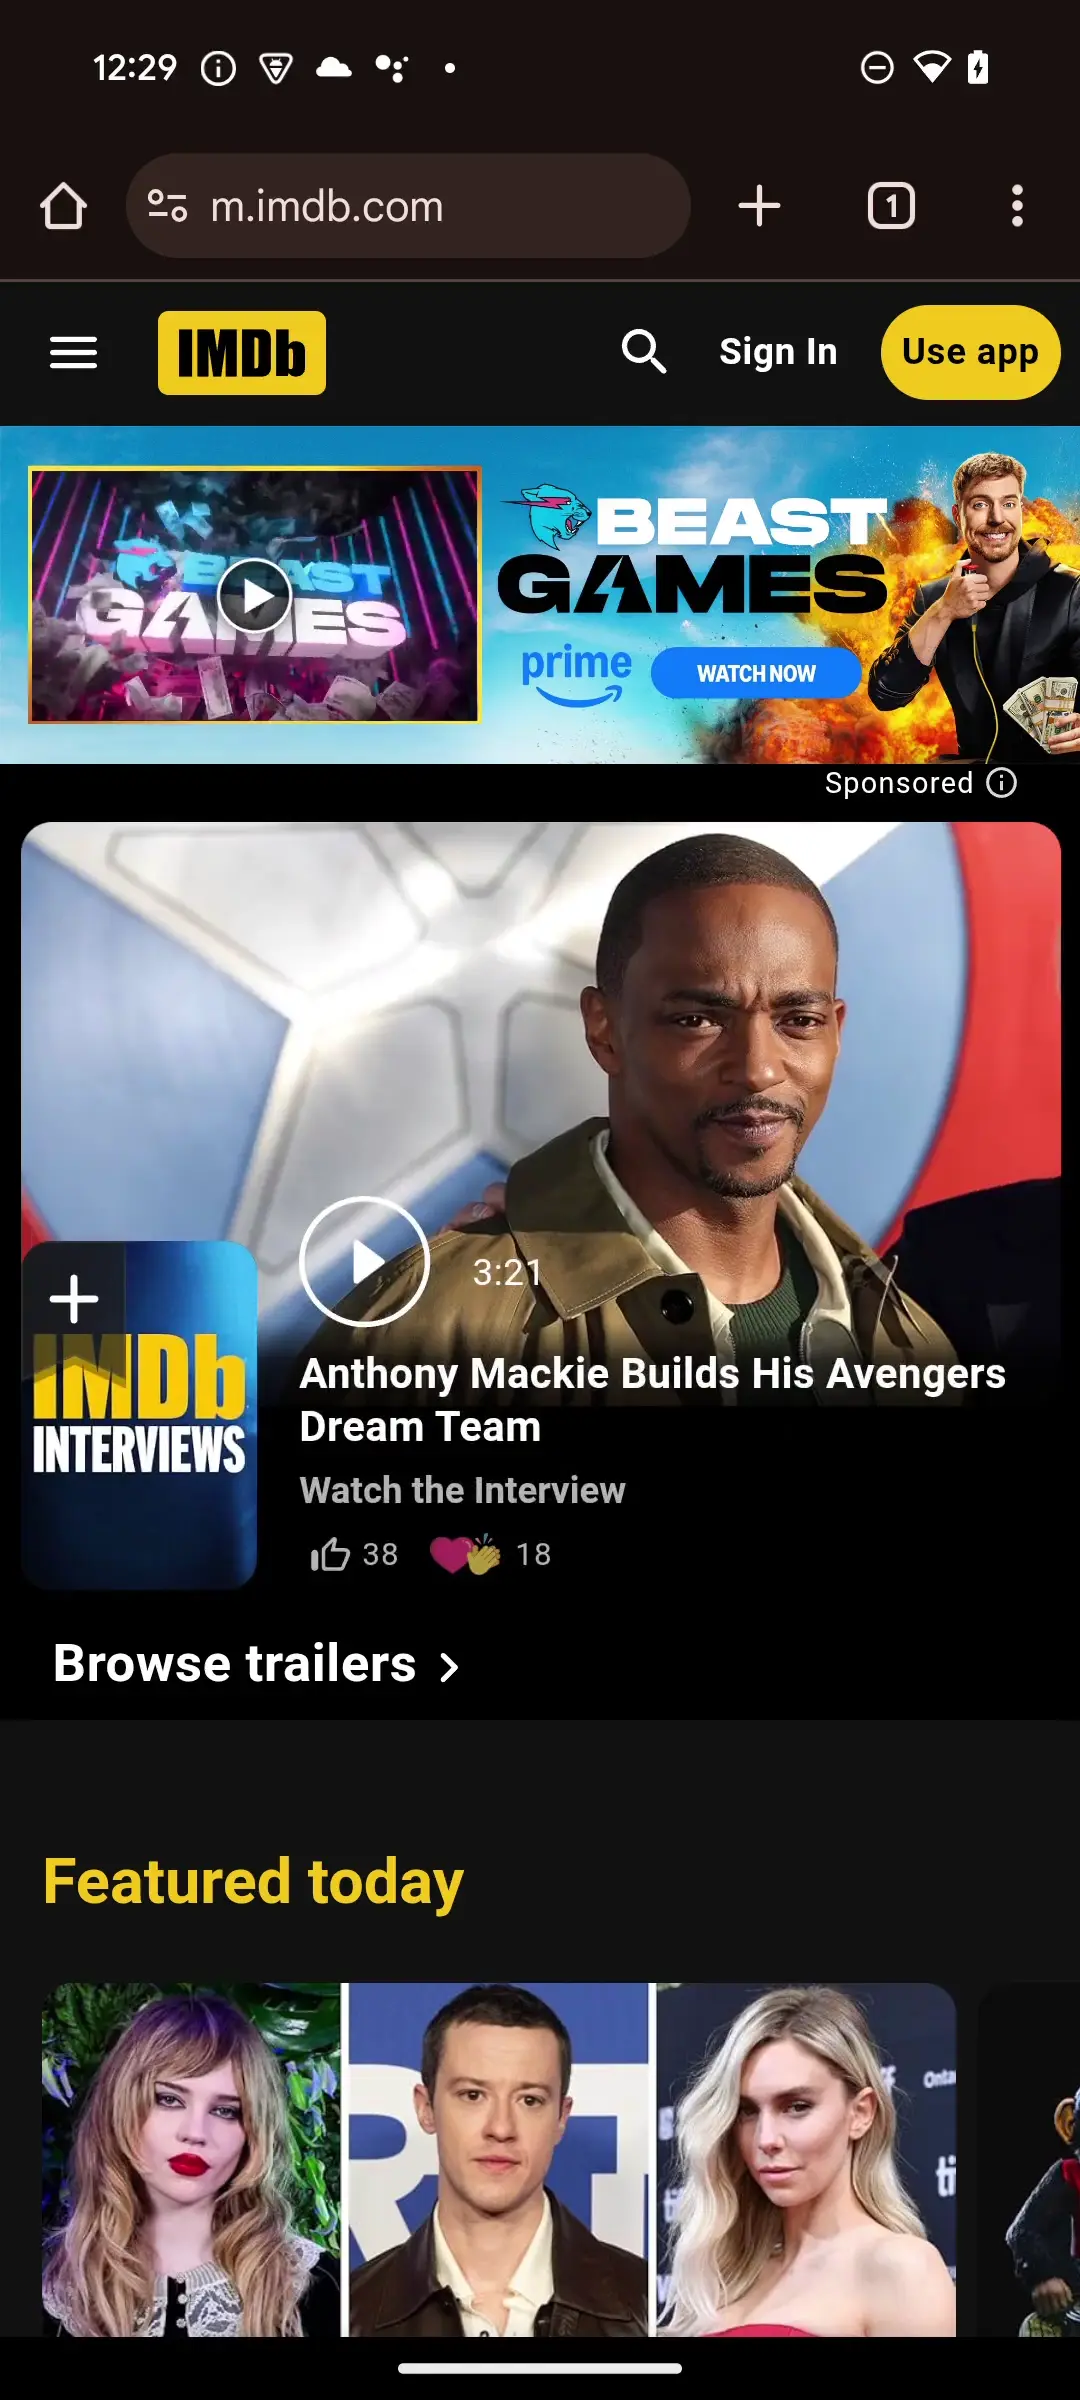 12:29
m.imdb.com
1
IMDb
Sign In
Use app
BEAST
GAMES
BEAST
GAMES
prime
WATCH NOW
Sponsored
3:21
IMDb
INTERVIEWS
Anthony Mackie Builds His Avengers
Dream Team
Watch the Interview
38
18
Browse trailers
Featured today